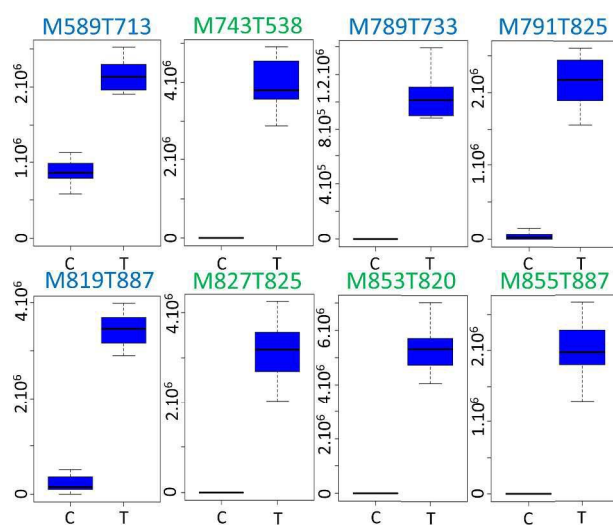 M589T713 M743T538 M789T733 M791T825
2.10⁶ 4.10⁶ 1.2.10⁶ 2.10⁶
8.10⁵
1.10⁶ 2.10⁶ 4.10⁵ 1.10⁶
0 0 0 0
C T C T C T C T
M819T887 M827T825 M853T820 M855T887
4.10⁶ 4.10⁶ 6.10⁶ 2.10⁶
4.10⁶
2.10⁶ 2.10⁶ 2.10⁶ 1.10⁶
0 0 0 0
C T C T C T C T